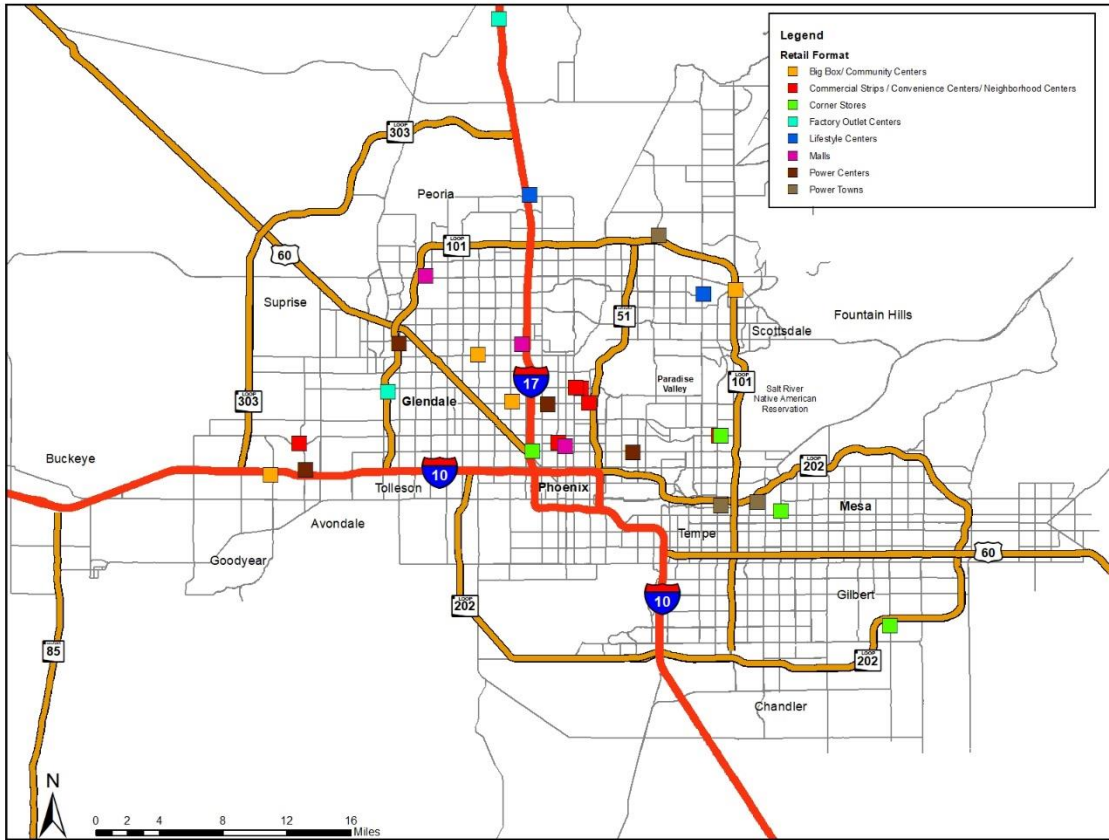 Legend
Retail Format
Big Box/ Community Centers
Commercial Strips / Convenience Centers/ Neighborhood Centers
Corner Stores
Factory Outlet Centers
Lifestyle Centers
Malls
Power Centers
Power Towns
LOOP
303
Peoria
LOOP
101
60
Suprise
51
Fountain Hills
Scottsdale
17
Paradise
Valley
LOOP
101
Salt River
Native American
Reservation
LOOP
303
Glendale
Buckeye
10
LOOP
202
Tolleson
Phoenix
Mesa
Avondale
Tempe
60
Goodyear
LOOP
202
10
Gilbert
85
LOOP
202
Chandler
N
0 2 4 8 12 16
Miles